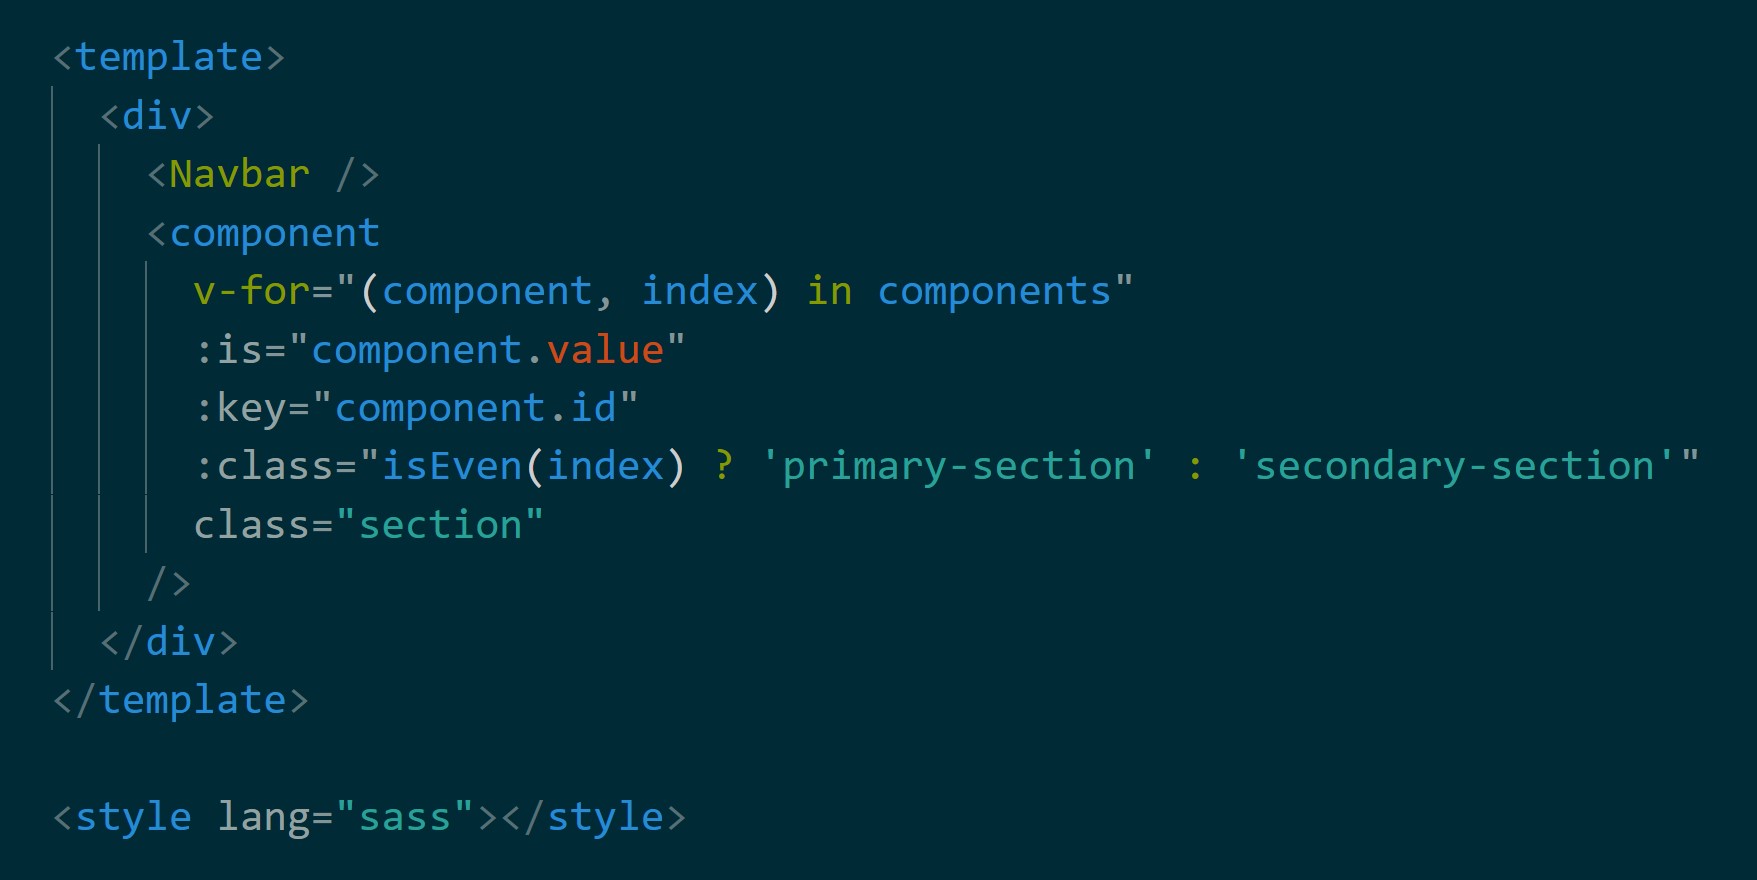 <template>
<div>
<Navbar />
<component
v-for="(component, index) in components"
:is="component.value"
:key="component.id"
:class="isEven(index) ? 'primary-section' : 'secondary-section'"
class="section"
/>
</div>
</template>
<style lang="sass"></style>